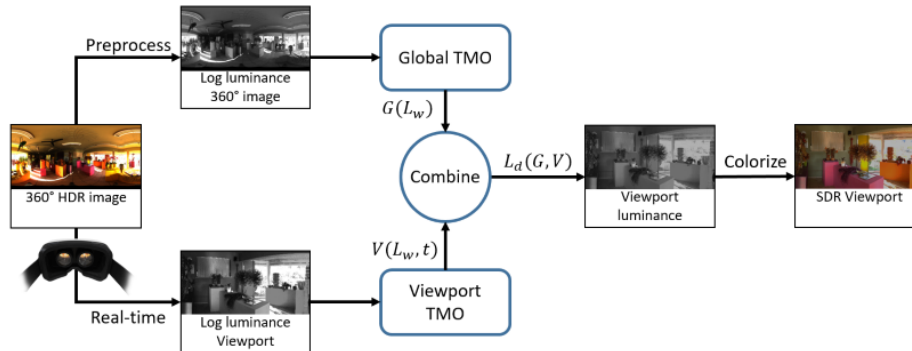 Preprocess
Log luminance
360° image
Global TMO
G(L_w)
360° HDR image
Combine
L_d(G, V)
Viewport
luminance
Colorize
SDR Viewport
V(L_w, t)
Real-time
Log luminance
Viewport
Viewport
TMO